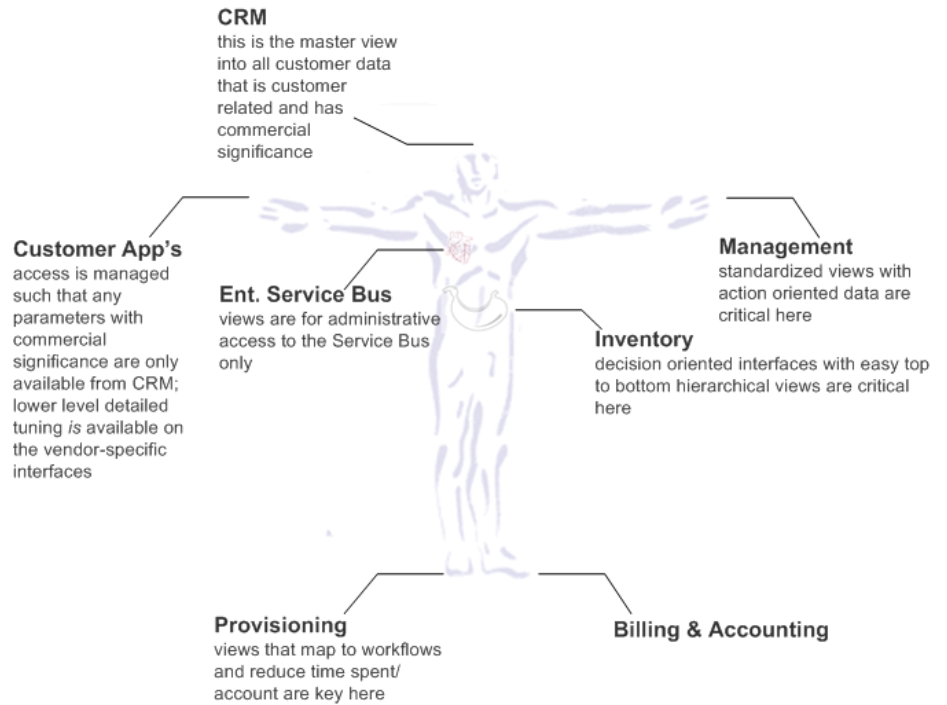 CRM
this is the master view
into all customer data
that is customer
related and has
commercial
significance
Customer App's
access is managed
such that any
parameters with
commercial
significance are only
available from CRM;
lower level detailed
tuning is available on
the vendor-specific
interfaces
Ent. Service Bus
views are for administrative
access to the Service Bus
only
Management
standardized views with
action oriented data are
critical here
Inventory
decision oriented interfaces with easy top
to bottom hierarchical views are critical
here
Provisioning
views that map to workflows
and reduce time spent/
account are key here
Billing & Accounting